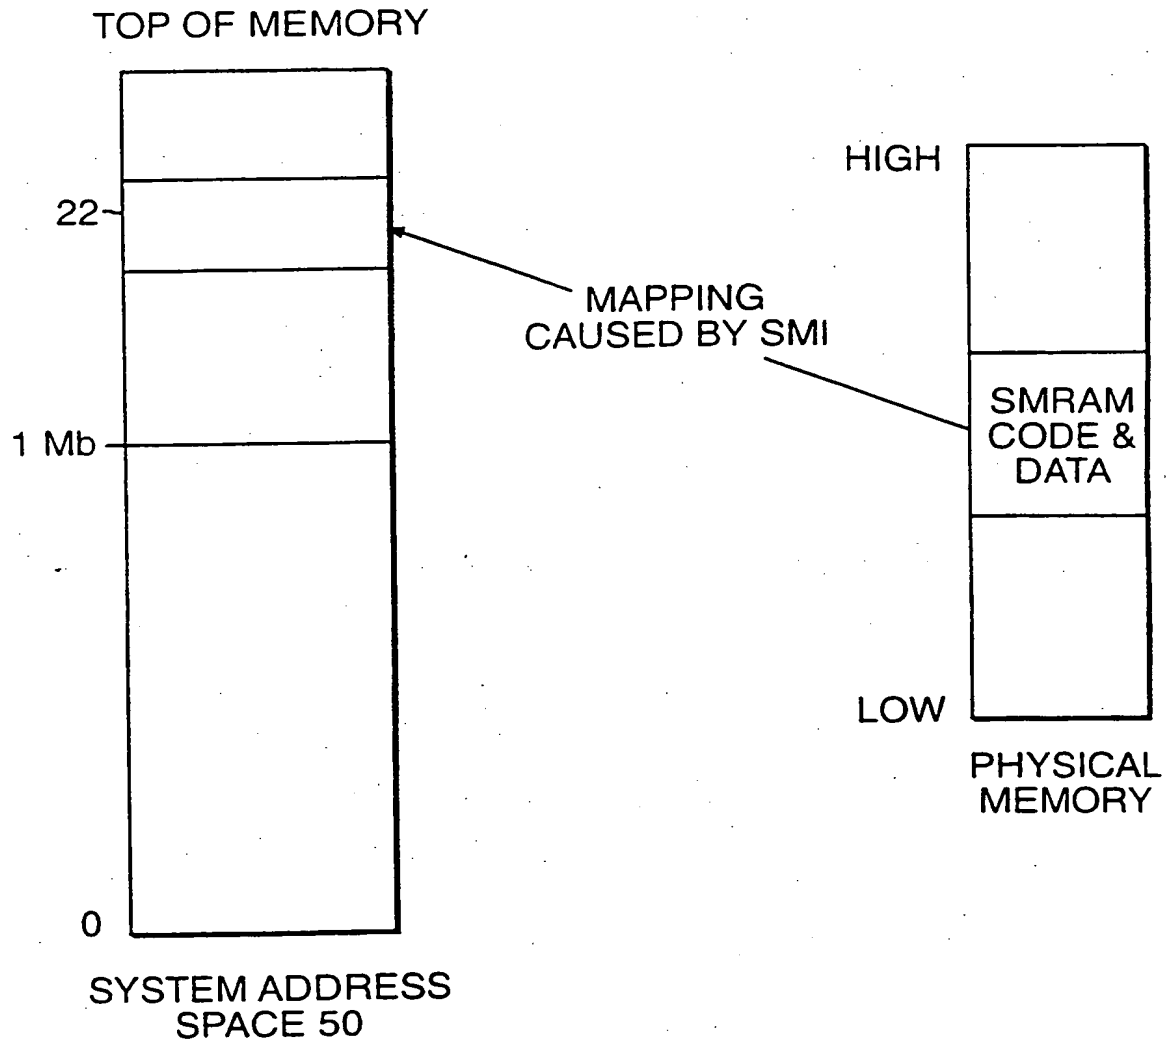 TOP OF MEMORY
22
1 Mb
0
SYSTEM ADDRESS
SPACE 50
MAPPING
CAUSED BY SMI
HIGH
SMRAM
CODE &
DATA
LOW
PHYSICAL
MEMORY